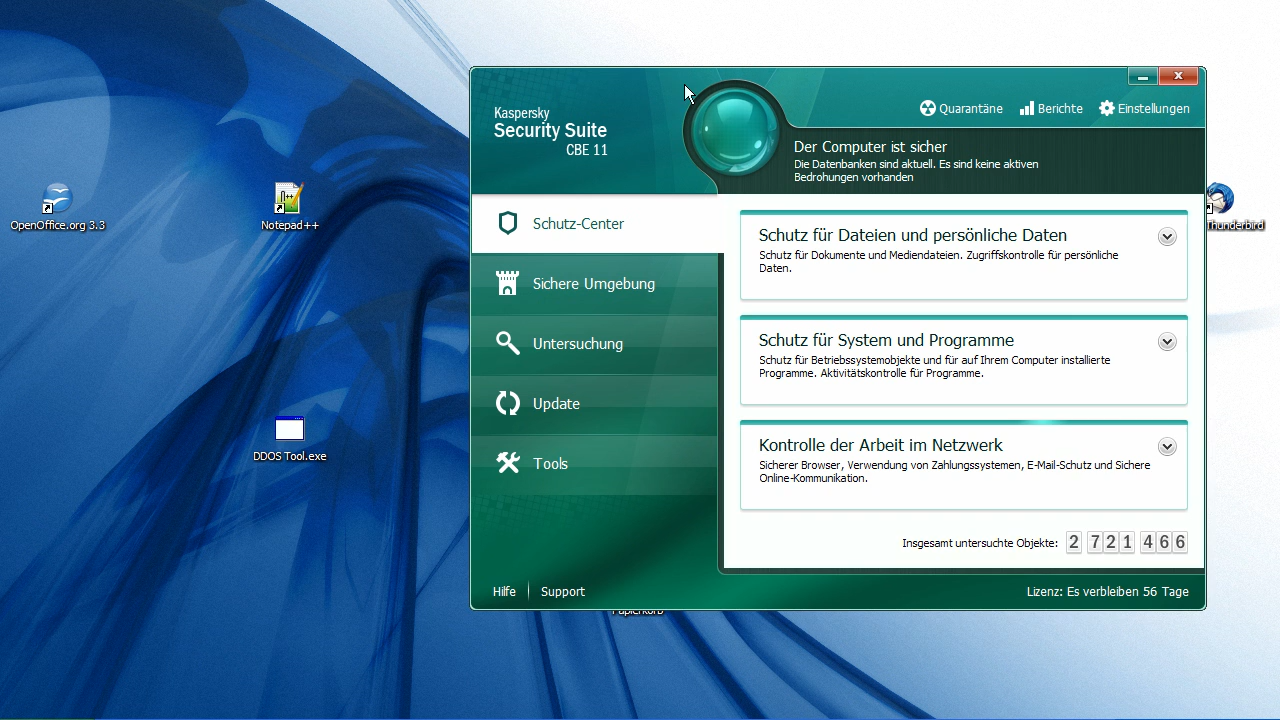 Kaspersky
Security Suite
CBE 11
Quarantäne
Berichte
Einstellungen
Der Computer ist sicher
Die Datenbanken sind aktuell. Es sind keine aktiven
Bedrohungen vorhanden
OpenOffice.org 3.3
Notepad++
Thunderbird
Schutz-Center
Sichere Umgebung
Untersuchung
Update
Tools
DDOS Tool.exe
Schutz für Dateien und persönliche Daten
Schutz für Dokumente und Mediendateien. Zugriffskontrolle für persönliche
Daten.
Schutz für System und Programme
Schutz für Betriebssystemobjekte und für auf Ihrem Computer installierte
Programme. Aktivitätskontrolle für Programme.
Kontrolle der Arbeit im Netzwerk
Sicherer Browser, Verwendung von Zahlungssystemen, E-Mail-Schutz und Sichere
Online-Kommunikation.
Insgesamt untersuchte Objekte: 2 721 466
Hilfe
Support
Lizenz: Es verbleiben 56 Tage
Papierkorb